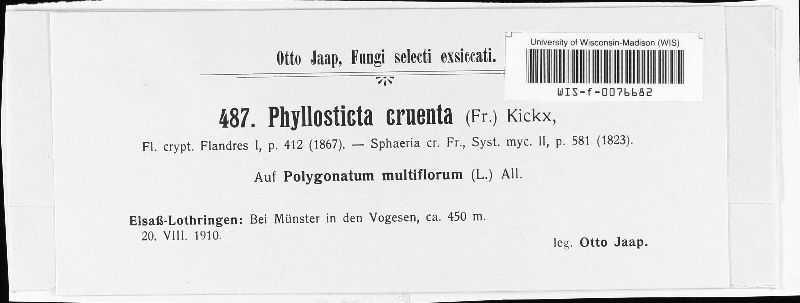 Otto Jaap, Fungi selecti exsiccati.
University of Wisconsin-Madison (WIS)
WIS-f-0076682
487. Phyllosticta cruenta (Fr.) Kickx,
Fl. crypt. Flandres I, p. 412 (1867). — Sphaeria cr. Fr., Syst. myc. II, p. 581 (1823).
Auf Polygonatum multiflorum (L.) All.
Elsaß-Lothringen: Bei Münster in den Vogesen, ca. 450 m.
20. VIII. 1910.
leg. Otto Jaap.